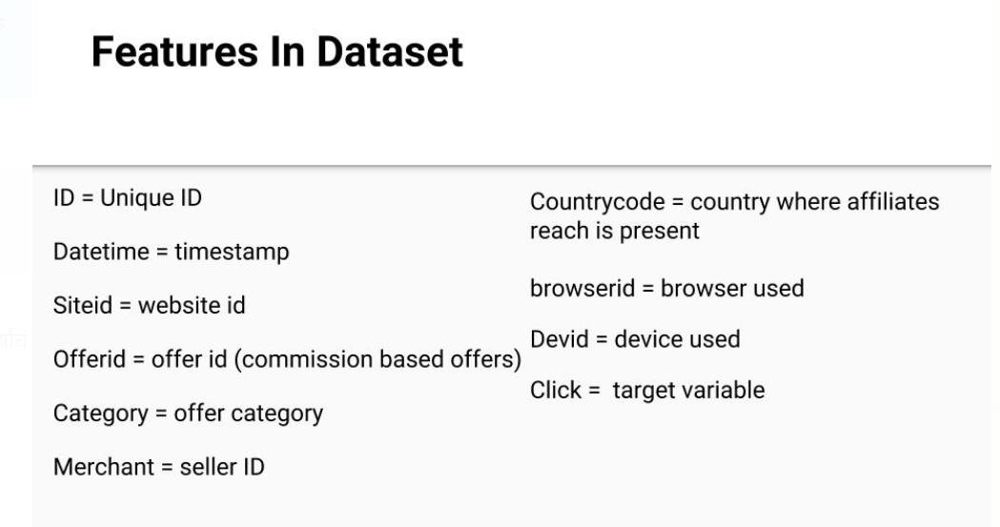 Features In Dataset
ID = Unique ID
Datetime = timestamp
Siteid = website id
Offerid = offer id (commission based offers)
Category = offer category
Merchant = seller ID
Countrycode = country where affiliates
reach is present
browserid = browser used
Devid = device used
Click =  target variable